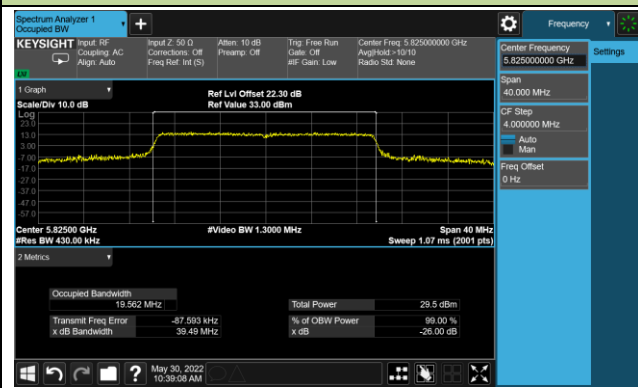 Spectrum Analyzer 1
Occupied BW
Frequency
KEYSIGHT
Input: RF
Coupling: AC
Align: Auto
Input Z: 50 Ω
Corrections: Off
Freq Ref: Int (S)
Atten: 10 dB
Preamp: Off
Trig: Free Run
Gate: Off
#IF Gain: Low
Center Freq: 5.825000000 GHz
Avg|Hold:>10/10
Radio Std: None
Center Frequency
5.825000000 GHz
Settings
Span
40.000 MHz
CF Step
4.000000 MHz
Auto
Man
Freq Offset
0 Hz
1 Graph
Scale/Div 10.0 dB
Ref Lvl Offset 22.30 dB
Ref Value 33.00 dBm
Log
23.0
13.0
3.00
-7.00
-17.0
-27.0
-37.0
-47.0
-57.0
Center 5.82500 GHz
#Res BW 430.00 kHz
#Video BW 1.3000 MHz
Span 40 MHz
Sweep 1.07 ms (2001 pts)
2 Metrics
Occupied Bandwidth
19.562 MHz
Transmit Freq Error -87.593 kHz
x dB Bandwidth 39.49 MHz
Total Power 29.5 dBm
% of OBW Power 99.00 %
x dB -26.00 dB
?
May 30, 2022
10:39:08 AM